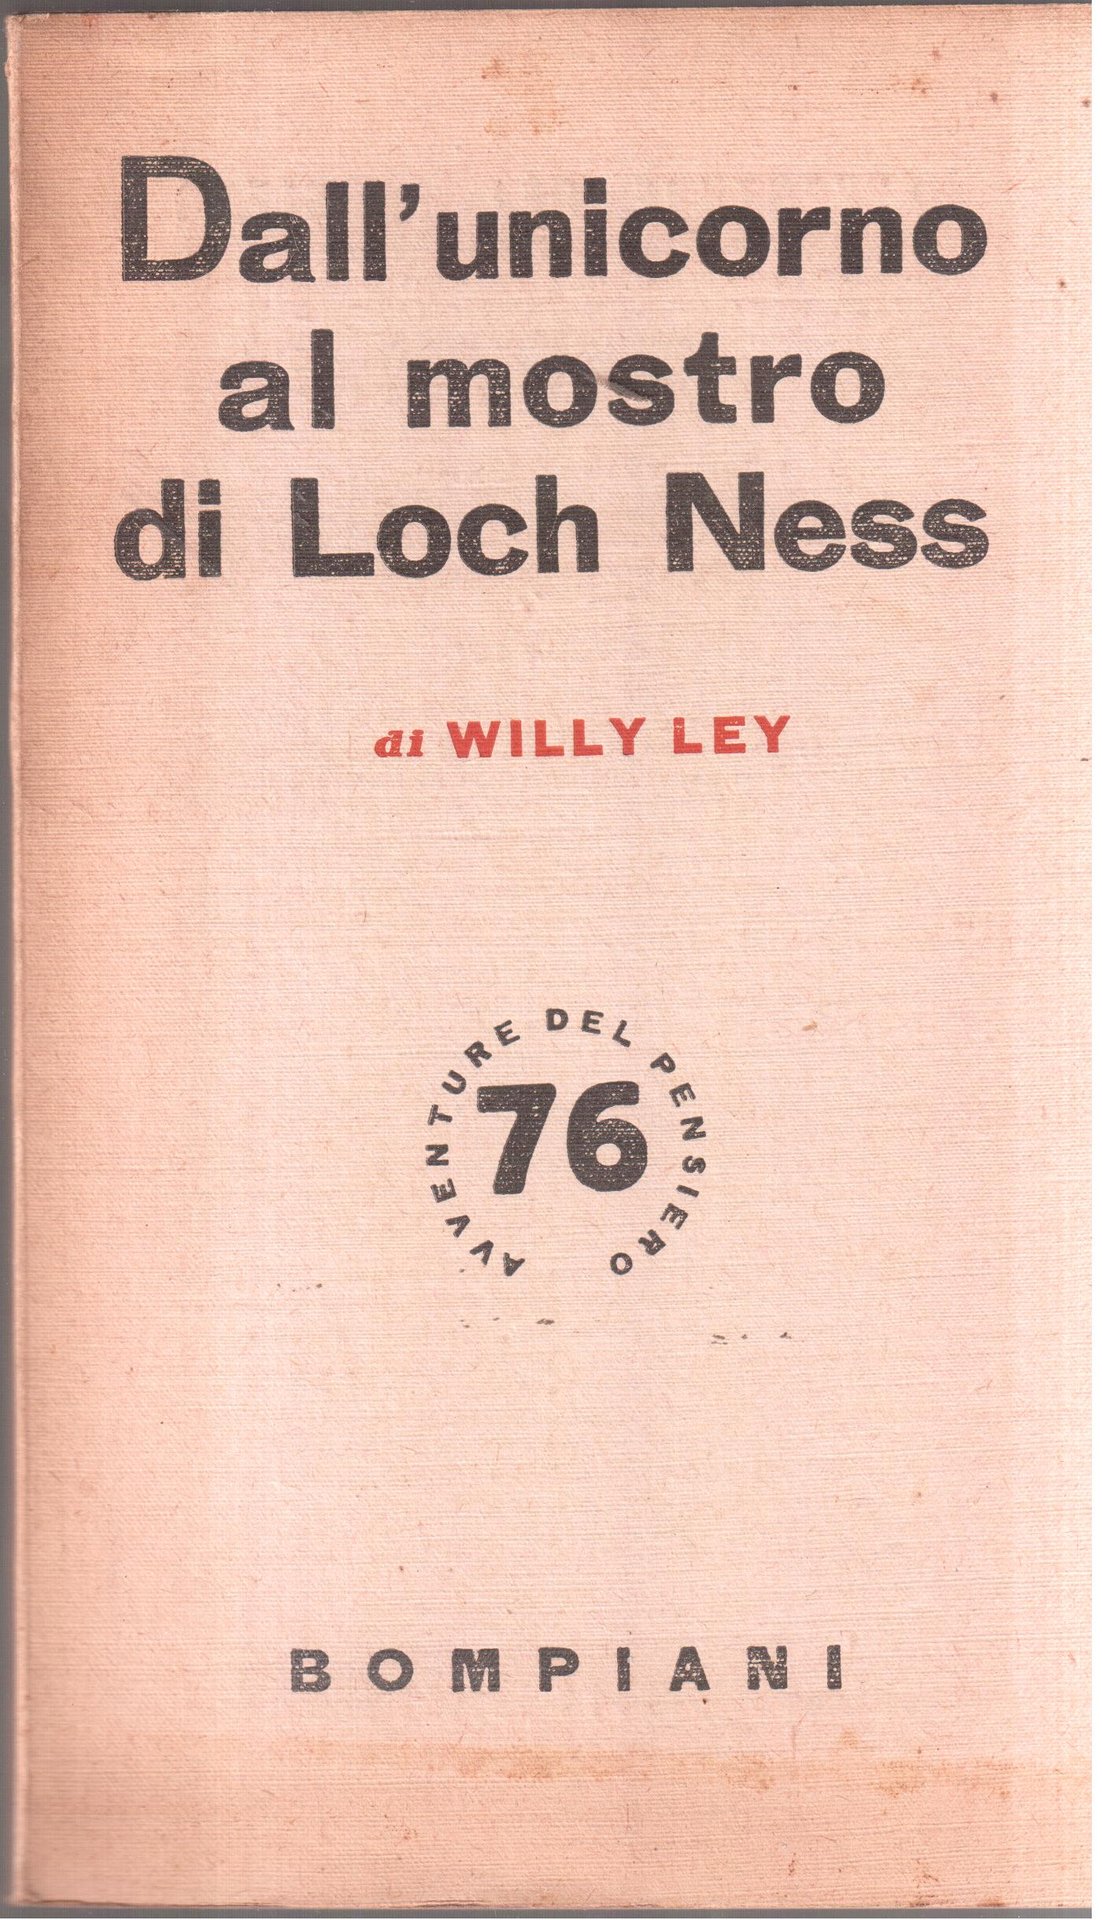 Dall'unicorno
al mostro
di Loch Ness
di WILLY LEY
AVVENTURE DEL PENSIERO
76
BOMPIANI